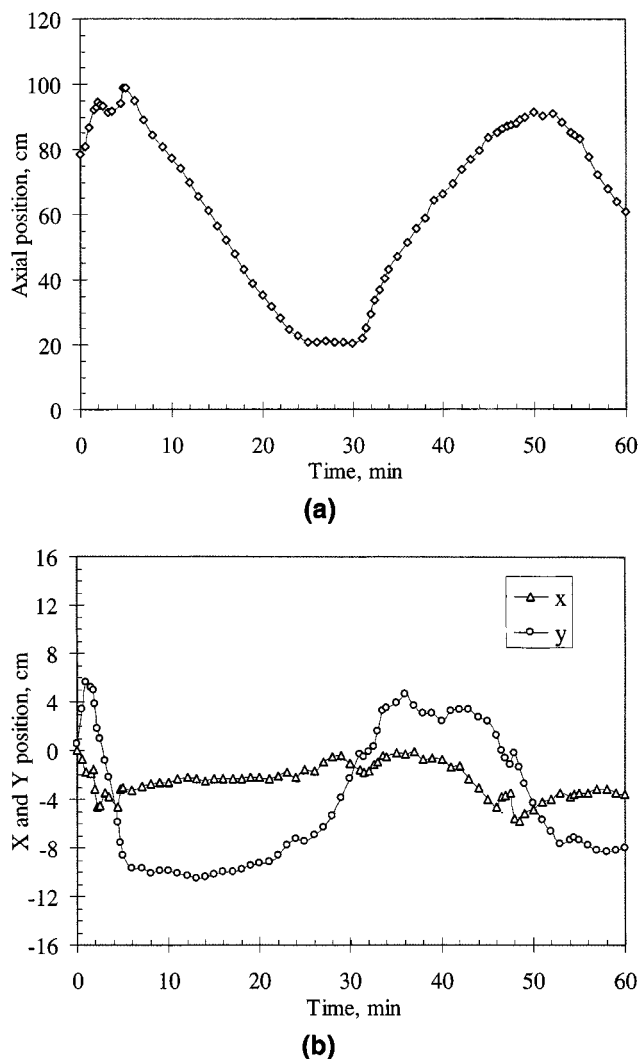 120
100
80
60
40
20
0
Axial position, cm
0 10 20 30 40 50 60
Time, min
(a)
16
12
8
4
0
-4
-8
-12
-16
X and Y position, cm
x
y
0 10 20 30 40 50 60
Time, min
(b)